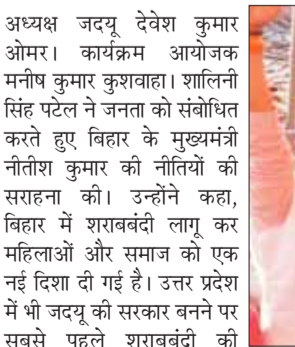 अध्यक्ष जदयू देवेश कुमार
ओमर। कार्यक्रम आयोजक
मनीष कुमार कुशवाहा। शालिनी
सिंह पटेल ने जनता को संबोधित
करते हुए बिहार के मुख्यमंत्री
नीतीश कुमार की नीतियों की
सराहना की। उन्होंने कहा,
बिहार में शराबबंदी लागू कर
महिलाओं और समाज को एक
नई दिशा दी गई है। उत्तर प्रदेश
में भी जदयू की सरकार बनने पर
सबसे पहले शराबबंदी की